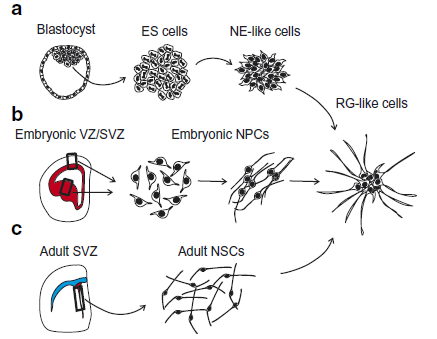 a
Blastocyst
ES cells
NE-like cells
RG-like cells
b
Embryonic VZ/SVZ
Embryonic NPCs
c
Adult SVZ
Adult NSCs